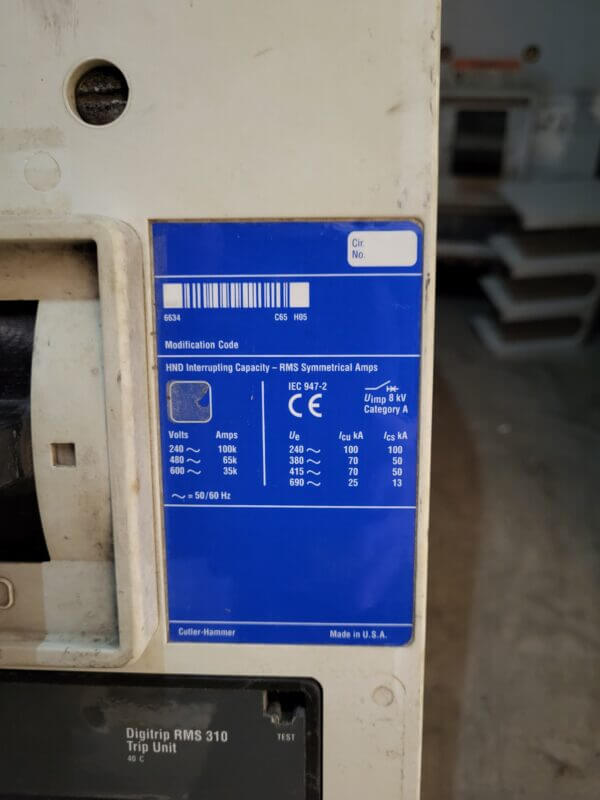 Cir.
No.
6634 C65 H05
Modification Code
HND Interrupting Capacity – RMS Symmetrical Amps
IEC 947-2
CE
Uimp 8 kV
Category A
Volts Amps
240 ~ 100k
480 ~ 65k
600 ~ 35k
Ue Icu kA Ics kA
240 ~ 100 100
380 ~ 70 50
415 ~ 70 50
690 ~ 25 13
~ = 50/60 Hz
Cutler-Hammer Made in U.S.A.
Digitrip RMS 310
Trip Unit
40 C
TEST